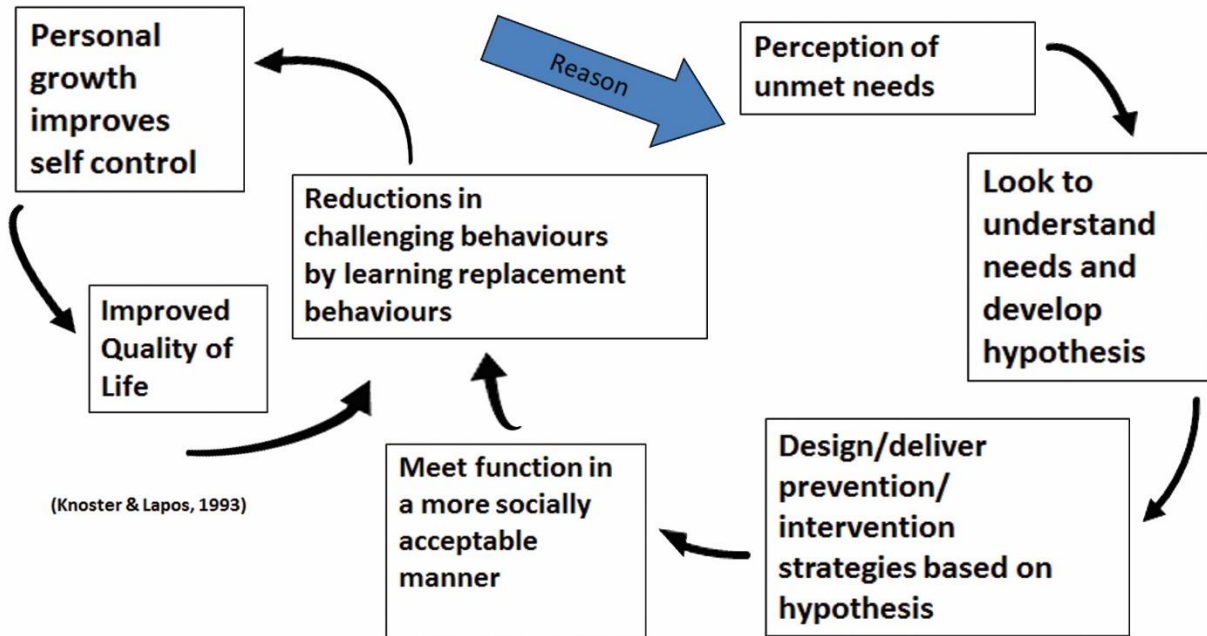 Reason
Perception of
unmet needs
Look to
understand
needs and
develop
hypothesis
Design/deliver
prevention/
intervention
strategies based on
hypothesis
Meet function in
a more socially
acceptable
manner
Reductions in
challenging behaviours
by learning replacement
behaviours
Personal
growth
improves
self control
Improved
Quality of
Life
(Knoster & Lapos, 1993)